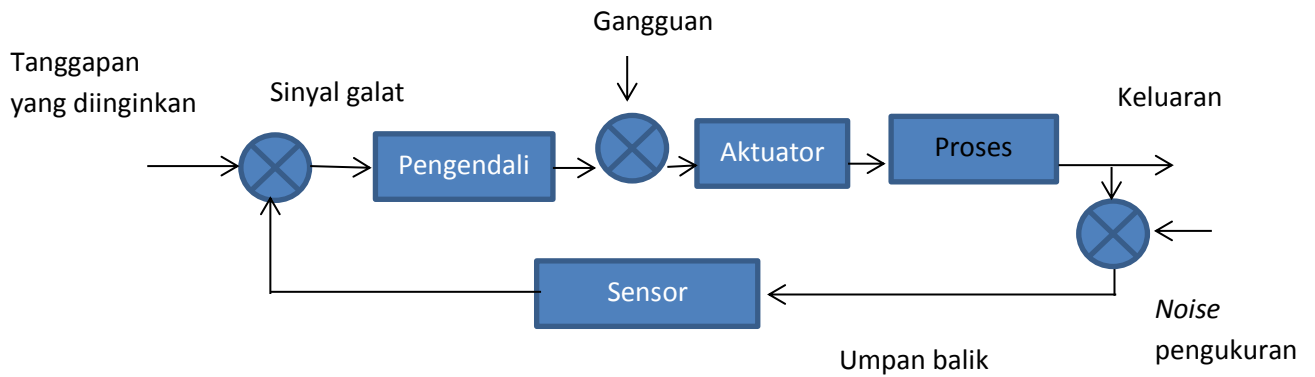 Gangguan
Tanggapan
yang diinginkan
Sinyal galat
Keluaran
Pengendali
Aktuator
Proses
Sensor
Noise
pengukuran
Umpan balik